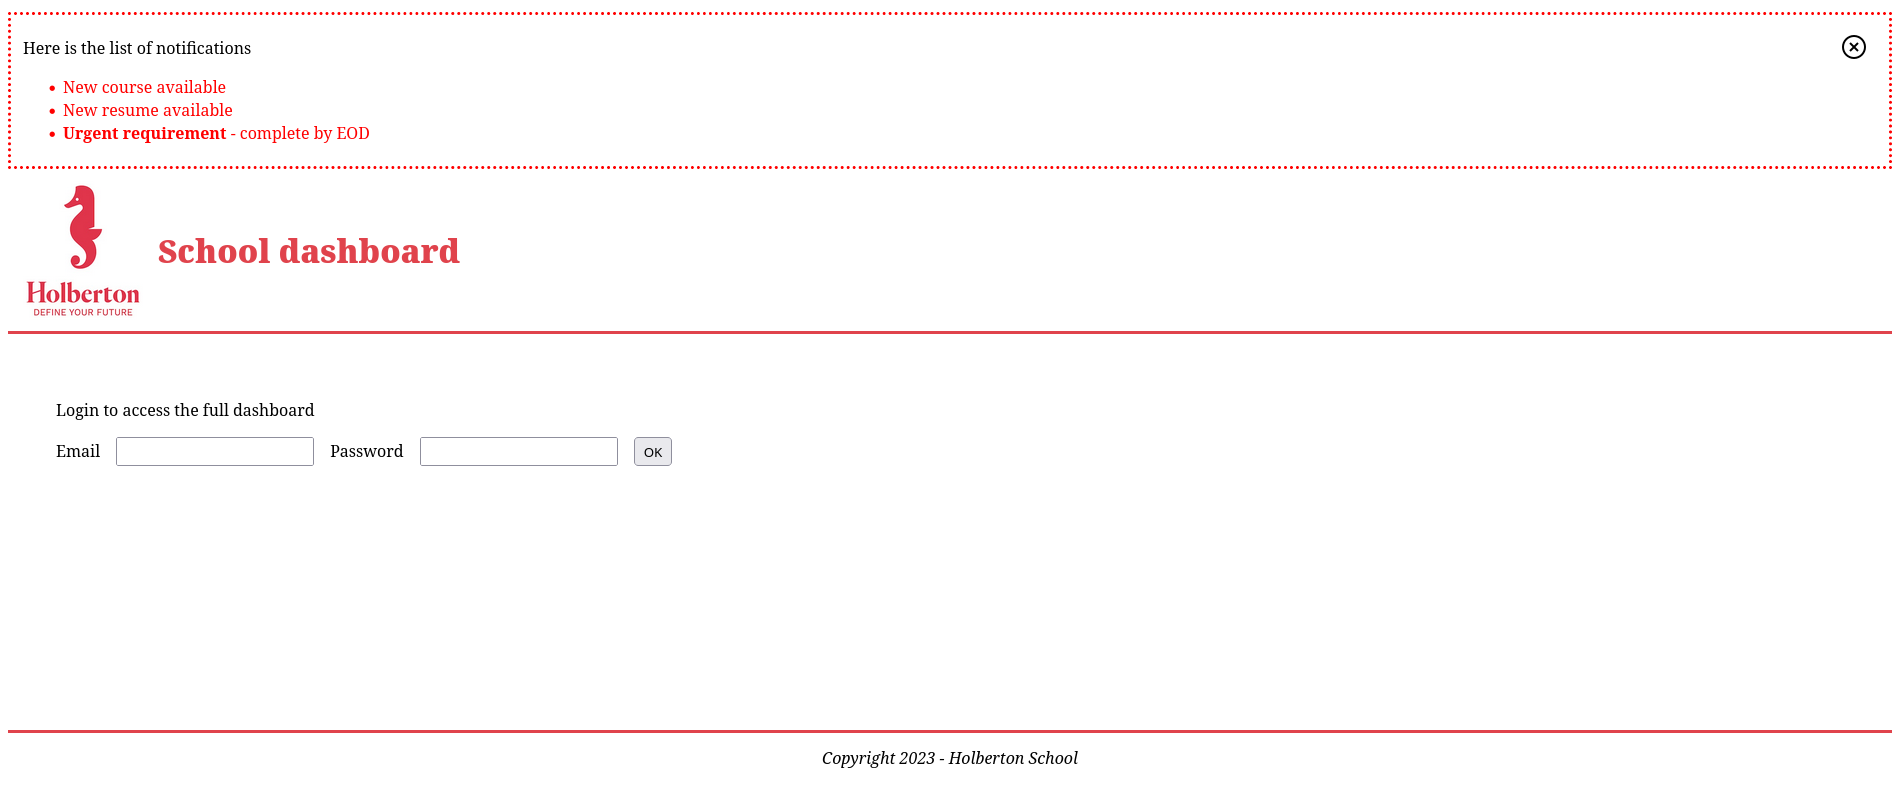 Here is the list of notifications
New course available
New resume available
Urgent requirement - complete by EOD
Holberton
DEFINE YOUR FUTURE
School dashboard
Login to access the full dashboard
Email Password OK
Copyright 2023 - Holberton School